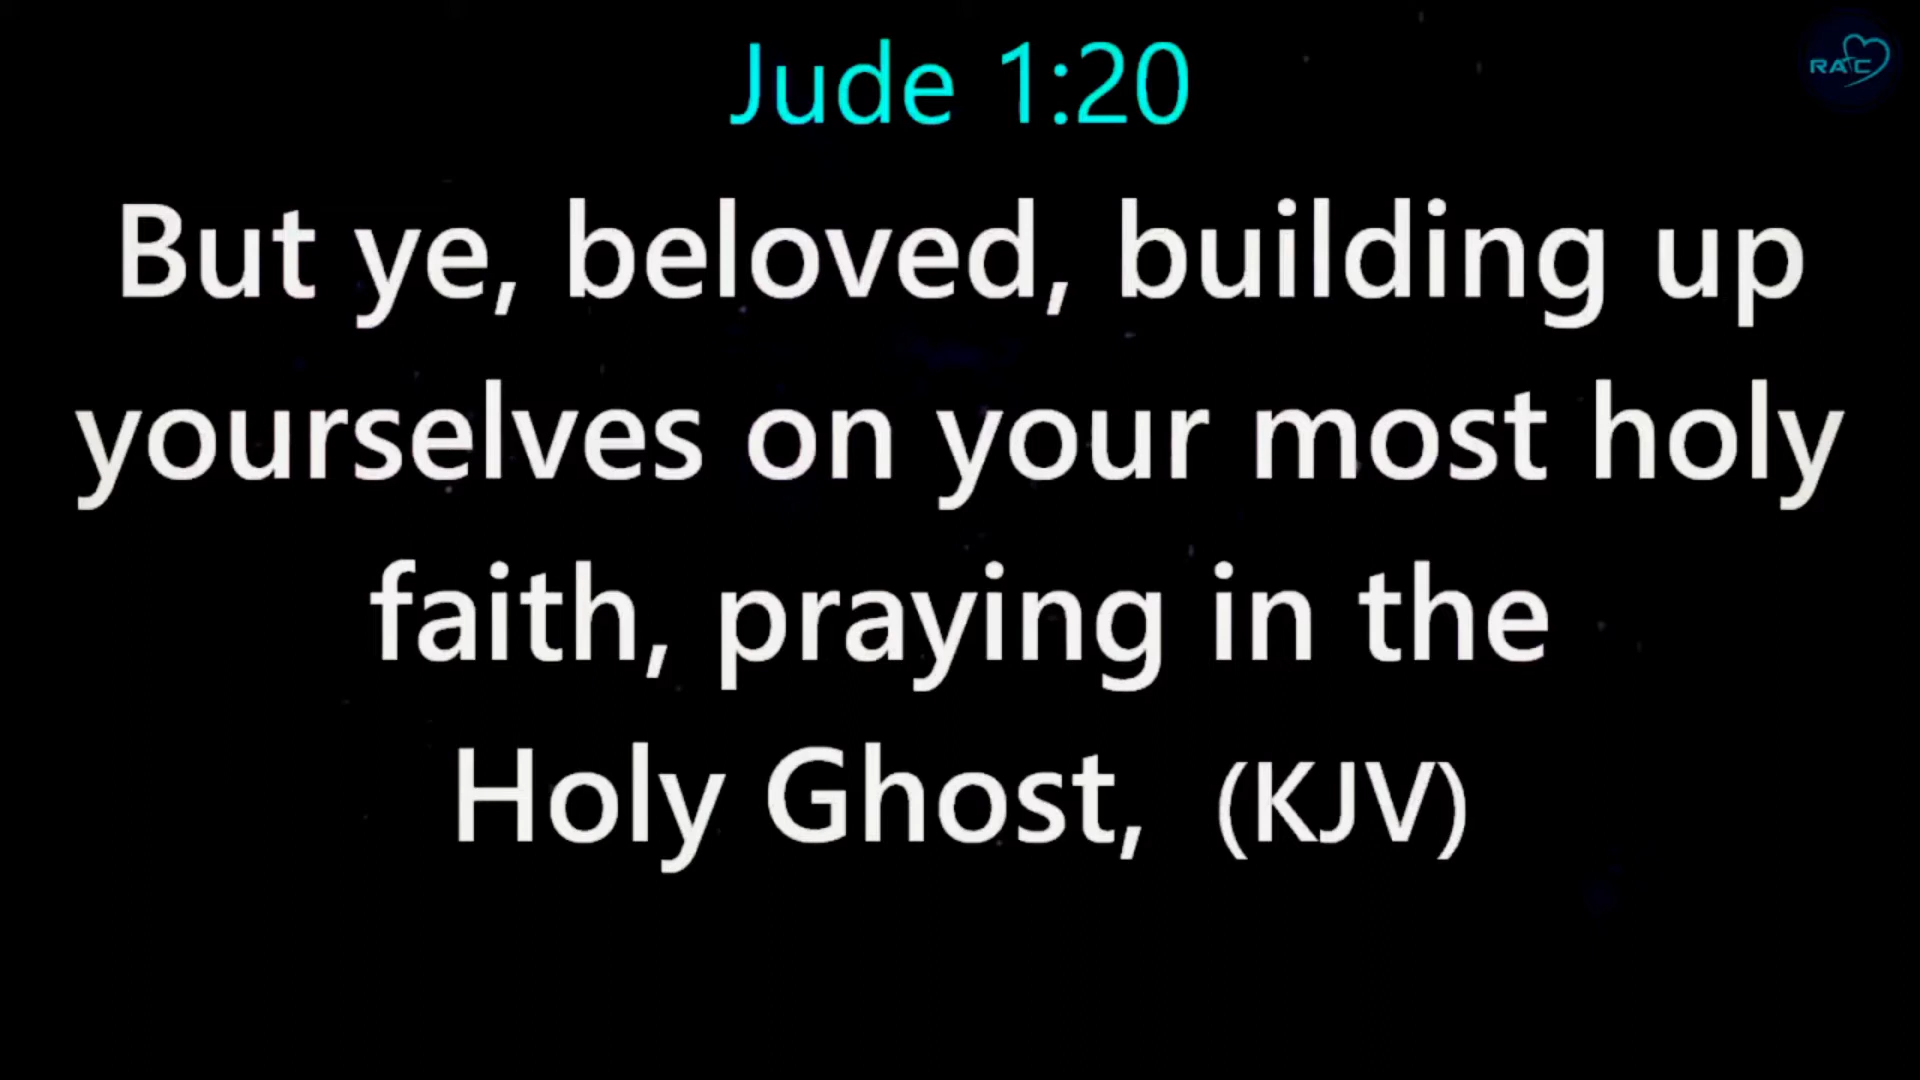 Jude 1:20
RAC
But ye, beloved, building up
yourselves on your most holy
faith, praying in the
Holy Ghost, (KJV)